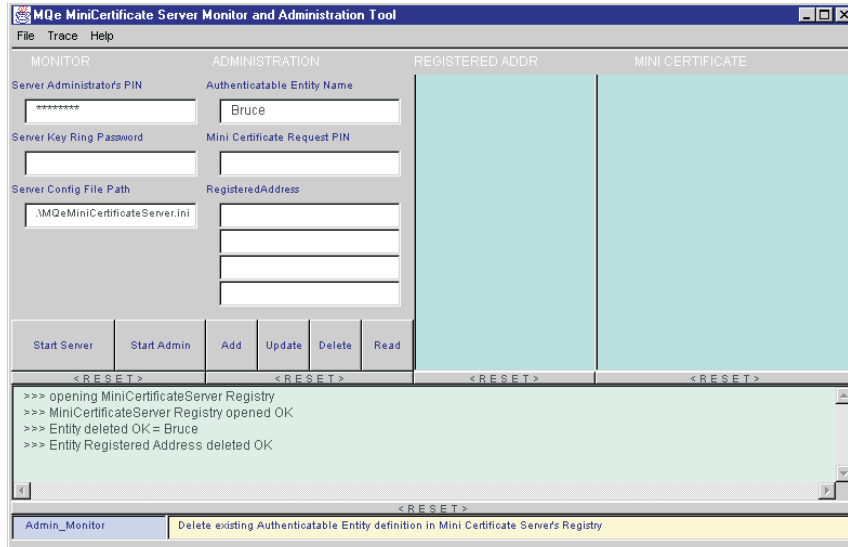 MQe MiniCertificate Server Monitor and Administration Tool
File Trace Help
MONITOR ADMINISTRATION REGISTERED ADDR MINI CERTIFICATE
Server Administrator's PIN Authenticatable Entity Name
******** Bruce
Server Key Ring Password Mini Certificate Request PIN
Server Config File Path RegisteredAddress
.\MQeMiniCertificateServer.ini
Start Server Start Admin Add Update Delete Read
<RESET> <RESET> <RESET> <RESET>
>>> opening MiniCertificateServer Registry
>>> MiniCertificateServer Registry opened OK
>>> Entity deleted OK = Bruce
>>> Entity Registered Address deleted OK
<RESET>
Admin_Monitor Delete existing Authenticatable Entity definition in Mini Certificate Server's Registry